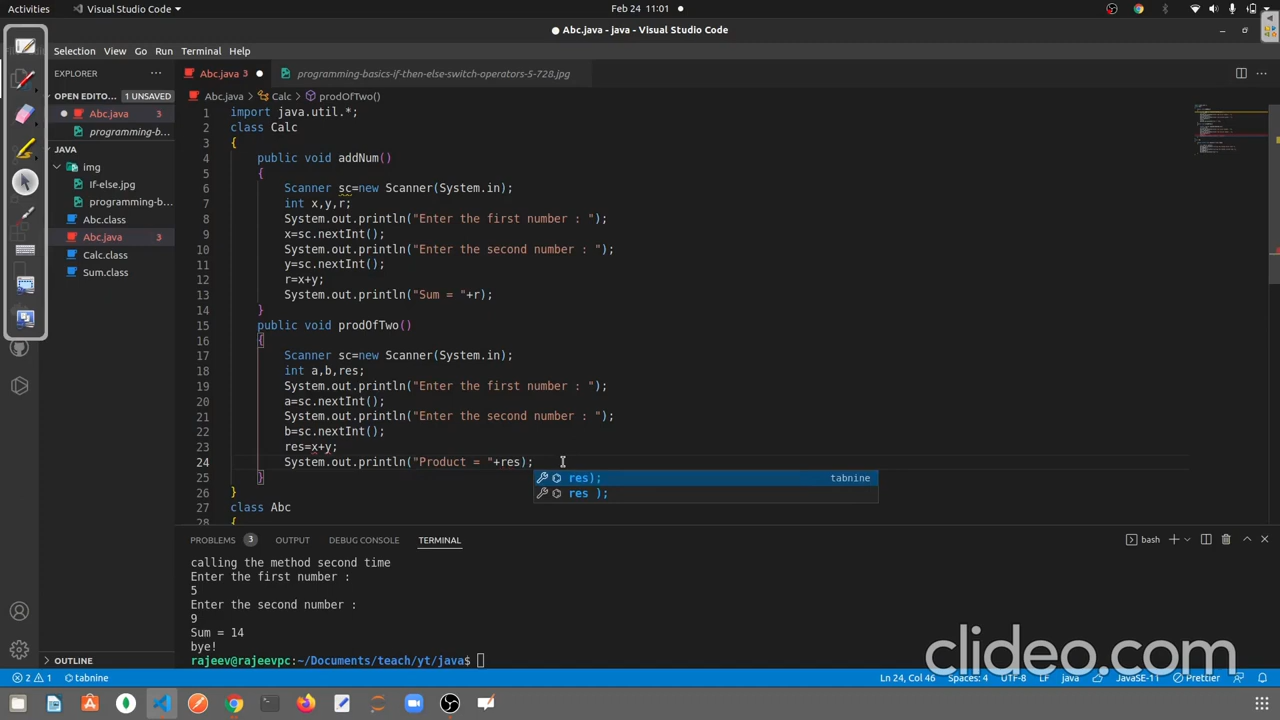 Activities
Visual Studio Code
Feb 24 11:01
Abc.java - java - Visual Studio Code
Selection View Go Run Terminal Help
EXPLORER
Abc.java 3
programming-basics-if-then-else-switch-operators-5-728.jpg
OPEN EDITO... 1 UNSAVED
Abc.java > Calc > prodOfTwo()
Abc.java 3
programming-b...
JAVA
img
If-else.jpg
programming-b...
Abc.class
Abc.java 3
Calc.class
Sum.class
1 import java.util.*;
2 class Calc
3 {
4 public void addNum()
5 {
6 Scanner sc=new Scanner(System.in);
7 int x,y,r;
8 System.out.println("Enter the first number : ");
9 x=sc.nextInt();
10 System.out.println("Enter the second number : ");
11 y=sc.nextInt();
12 r=x+y;
13 System.out.println("Sum = "+r);
14 }
15 public void prodOfTwo()
16 {
17 Scanner sc=new Scanner(System.in);
18 int a,b,res;
19 System.out.println("Enter the first number : ");
20 a=sc.nextInt();
21 System.out.println("Enter the second number : ");
22 b=sc.nextInt();
23 res=x+y;
24 System.out.println("Product = "+res);
25 }
26 }
27 class Abc
28 {
res); tabnine
res );
PROBLEMS 3 OUTPUT DEBUG CONSOLE TERMINAL
bash
calling the method second time
Enter the first number :
5
Enter the second number :
9
Sum = 14
bye!
rajeev@rajeevpc:~/Documents/teach/yt/java$
OUTLINE
clideo.com
2 1 tabnine
Ln 24, Col 46 Spaces: 4 UTF-8 LF java JavaSE-11 Prettier